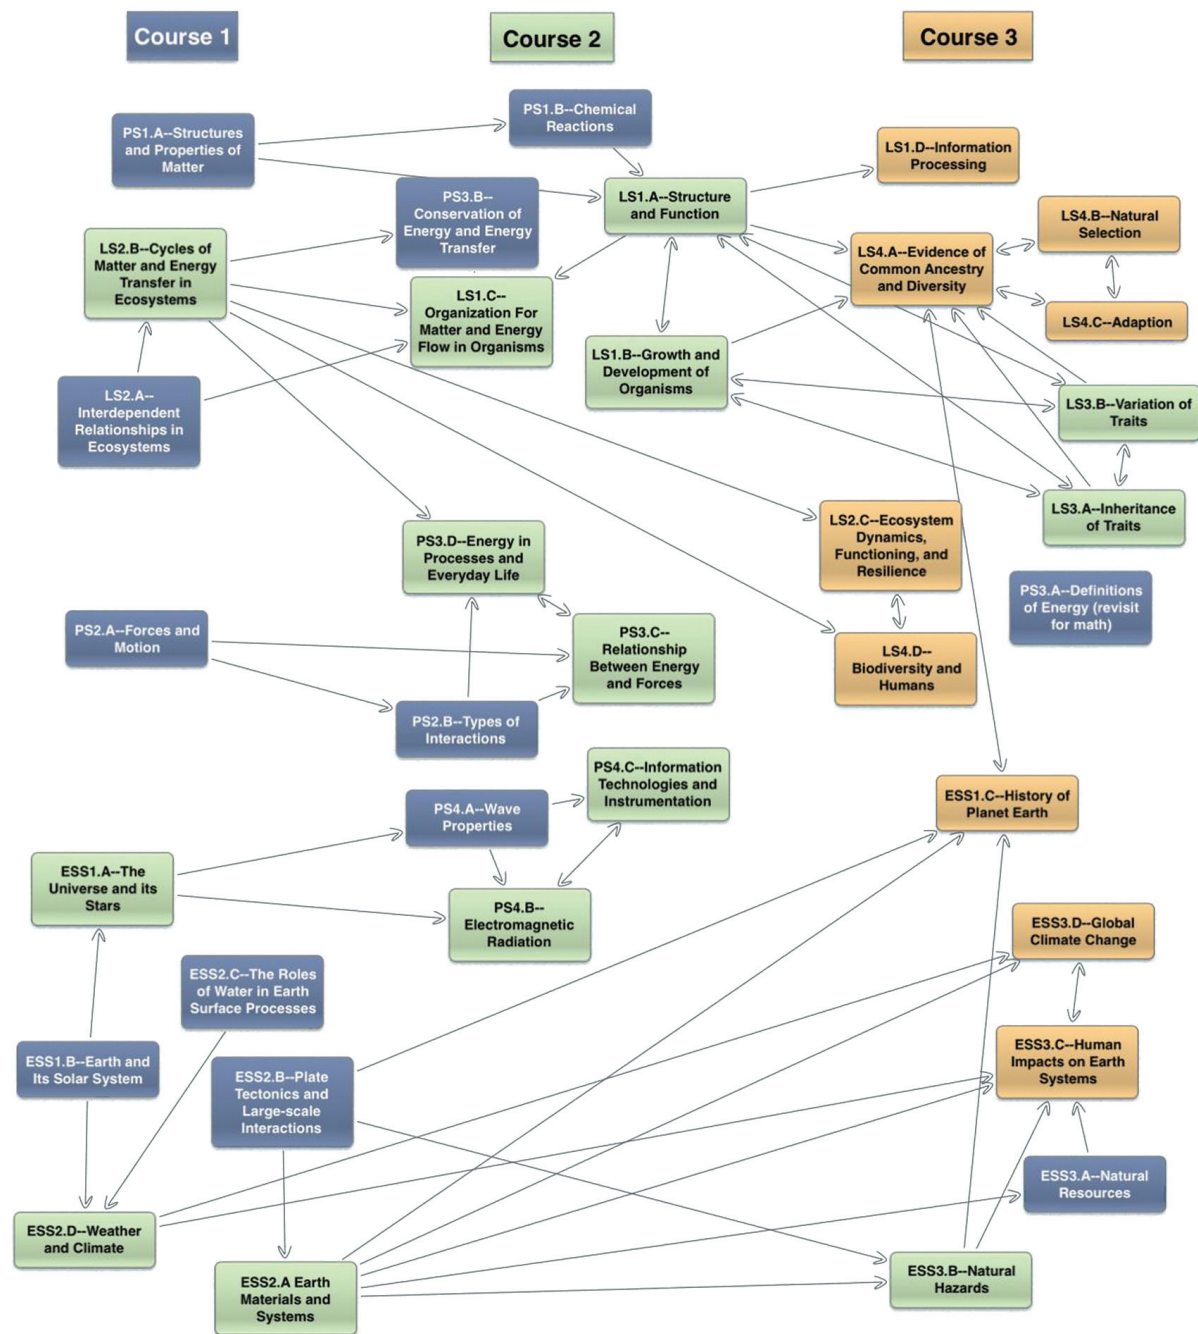 Course 1
Course 2
Course 3
PS1.B--Chemical
Reactions
PS1.A--Structures
and Properties of
Matter
LS1.D--Information
Processing
PS3.B--
Conservation of
Energy and Energy
Transfer
LS1.A--Structure
and Function
LS4.B--Natural
Selection
LS2.B--Cycles of
Matter and Energy
Transfer in
Ecosystems
LS4.A--Evidence of
Common Ancestry
and Diversity
LS1.C--
Organization For
Matter and Energy
Flow in Organisms
LS4.C--Adaption
LS1.B--Growth and
Development of
Organisms
LS2.A--
Interdependent
Relationships in
Ecosystems
LS3.B--Variation of
Traits
LS3.A--Inheritance
of Traits
LS2.C--Ecosystem
Dynamics,
Functioning, and
Resilience
PS3.D--Energy in
Processes and
Everyday Life
PS3.A--Definitions
of Energy (revisit
for math)
PS2.A--Forces and
Motion
PS3.C--
Relationship
Between Energy
and Forces
LS4.D--
Biodiversity and
Humans
PS2.B--Types of
Interactions
PS4.C--Information
Technologies and
Instrumentation
PS4.A--Wave
Properties
ESS1.C--History of
Planet Earth
ESS1.A--The
Universe and its
Stars
PS4.B--
Electromagnetic
Radiation
ESS3.D--Global
Climate Change
ESS2.C--The Roles
of Water in Earth
Surface Processes
ESS1.B--Earth and
Its Solar System
ESS2.B--Plate
Tectonics and
Large-scale
Interactions
ESS3.C--Human
Impacts on Earth
Systems
ESS3.A--Natural
Resources
ESS2.D--Weather
and Climate
ESS2.A Earth
Materials and
Systems
ESS3.B--Natural
Hazards